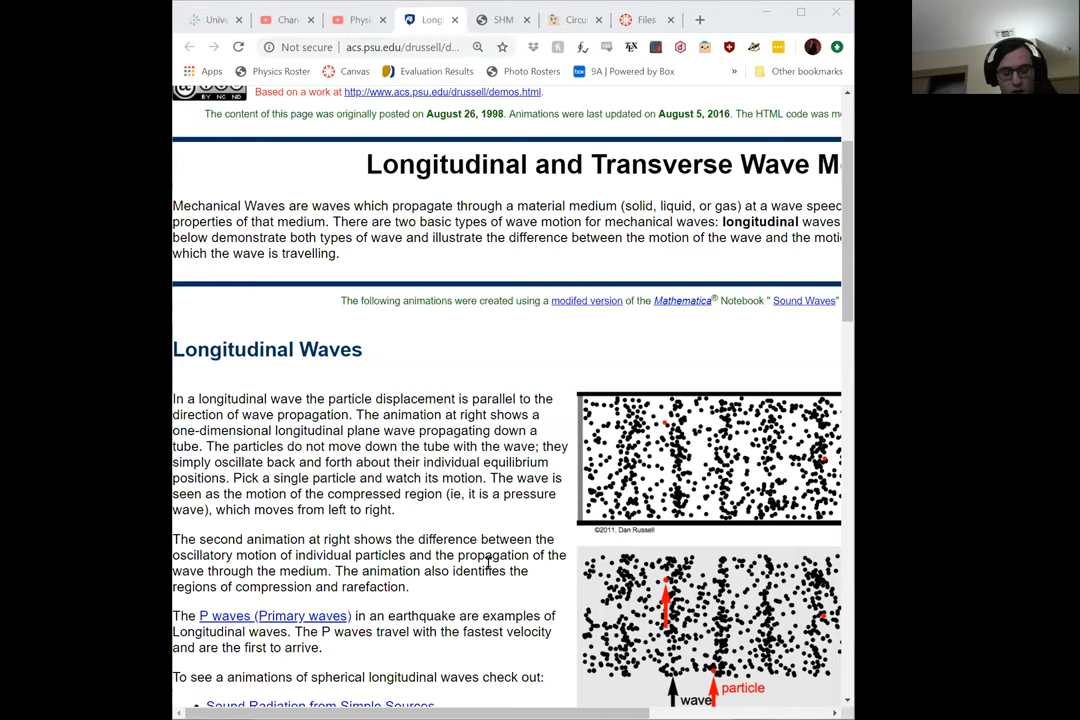 Unive
Chan
Physi
Long
SHM
Circu
Files
Not secure
acs.psu.edu/drussell/d...
Apps
Physics Roster
Canvas
Evaluation Results
Photo Rosters
9A | Powered by Box
»
Other bookmarks
BY NC ND
Based on a work at http://www.acs.psu.edu/drussell/demos.html.
The content of this page was originally posted on August 26, 1998. Animations were last updated on August 5, 2016. The HTML code was m
Longitudinal and Transverse Wave M
Mechanical Waves are waves which propagate through a material medium (solid, liquid, or gas) at a wave speed
properties of that medium. There are two basic types of wave motion for mechanical waves: longitudinal waves
below demonstrate both types of wave and illustrate the difference between the motion of the wave and the moti
which the wave is travelling.
The following animations were created using a modifed version of the Mathematica® Notebook " Sound Waves"
Longitudinal Waves
In a longitudinal wave the particle displacement is parallel to the
direction of wave propagation. The animation at right shows a
one-dimensional longitudinal plane wave propagating down a
tube. The particles do not move down the tube with the wave; they
simply oscillate back and forth about their individual equilibrium
positions. Pick a single particle and watch its motion. The wave is
seen as the motion of the compressed region (ie, it is a pressure
wave), which moves from left to right.
©2011, Dan Russell
The second animation at right shows the difference between the
oscillatory motion of individual particles and the propagation of the
wave through the medium. The animation also identifies the
regions of compression and rarefaction.
The P waves (Primary waves) in an earthquake are examples of
Longitudinal waves. The P waves travel with the fastest velocity
and are the first to arrive.
To see a animations of spherical longitudinal waves check out:
Sound Radiation from Simple Sources
particle
wave